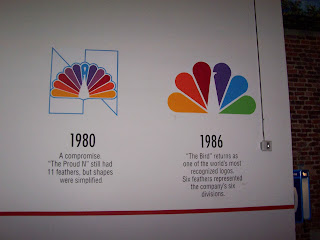 1980
A compromise.
"The Proud N" still had
11 feathers, but shapes
were simplified.
1986
"The Bird" returns as
one of the world's most
recognized logos.
Six feathers represented
the company's six
divisions.